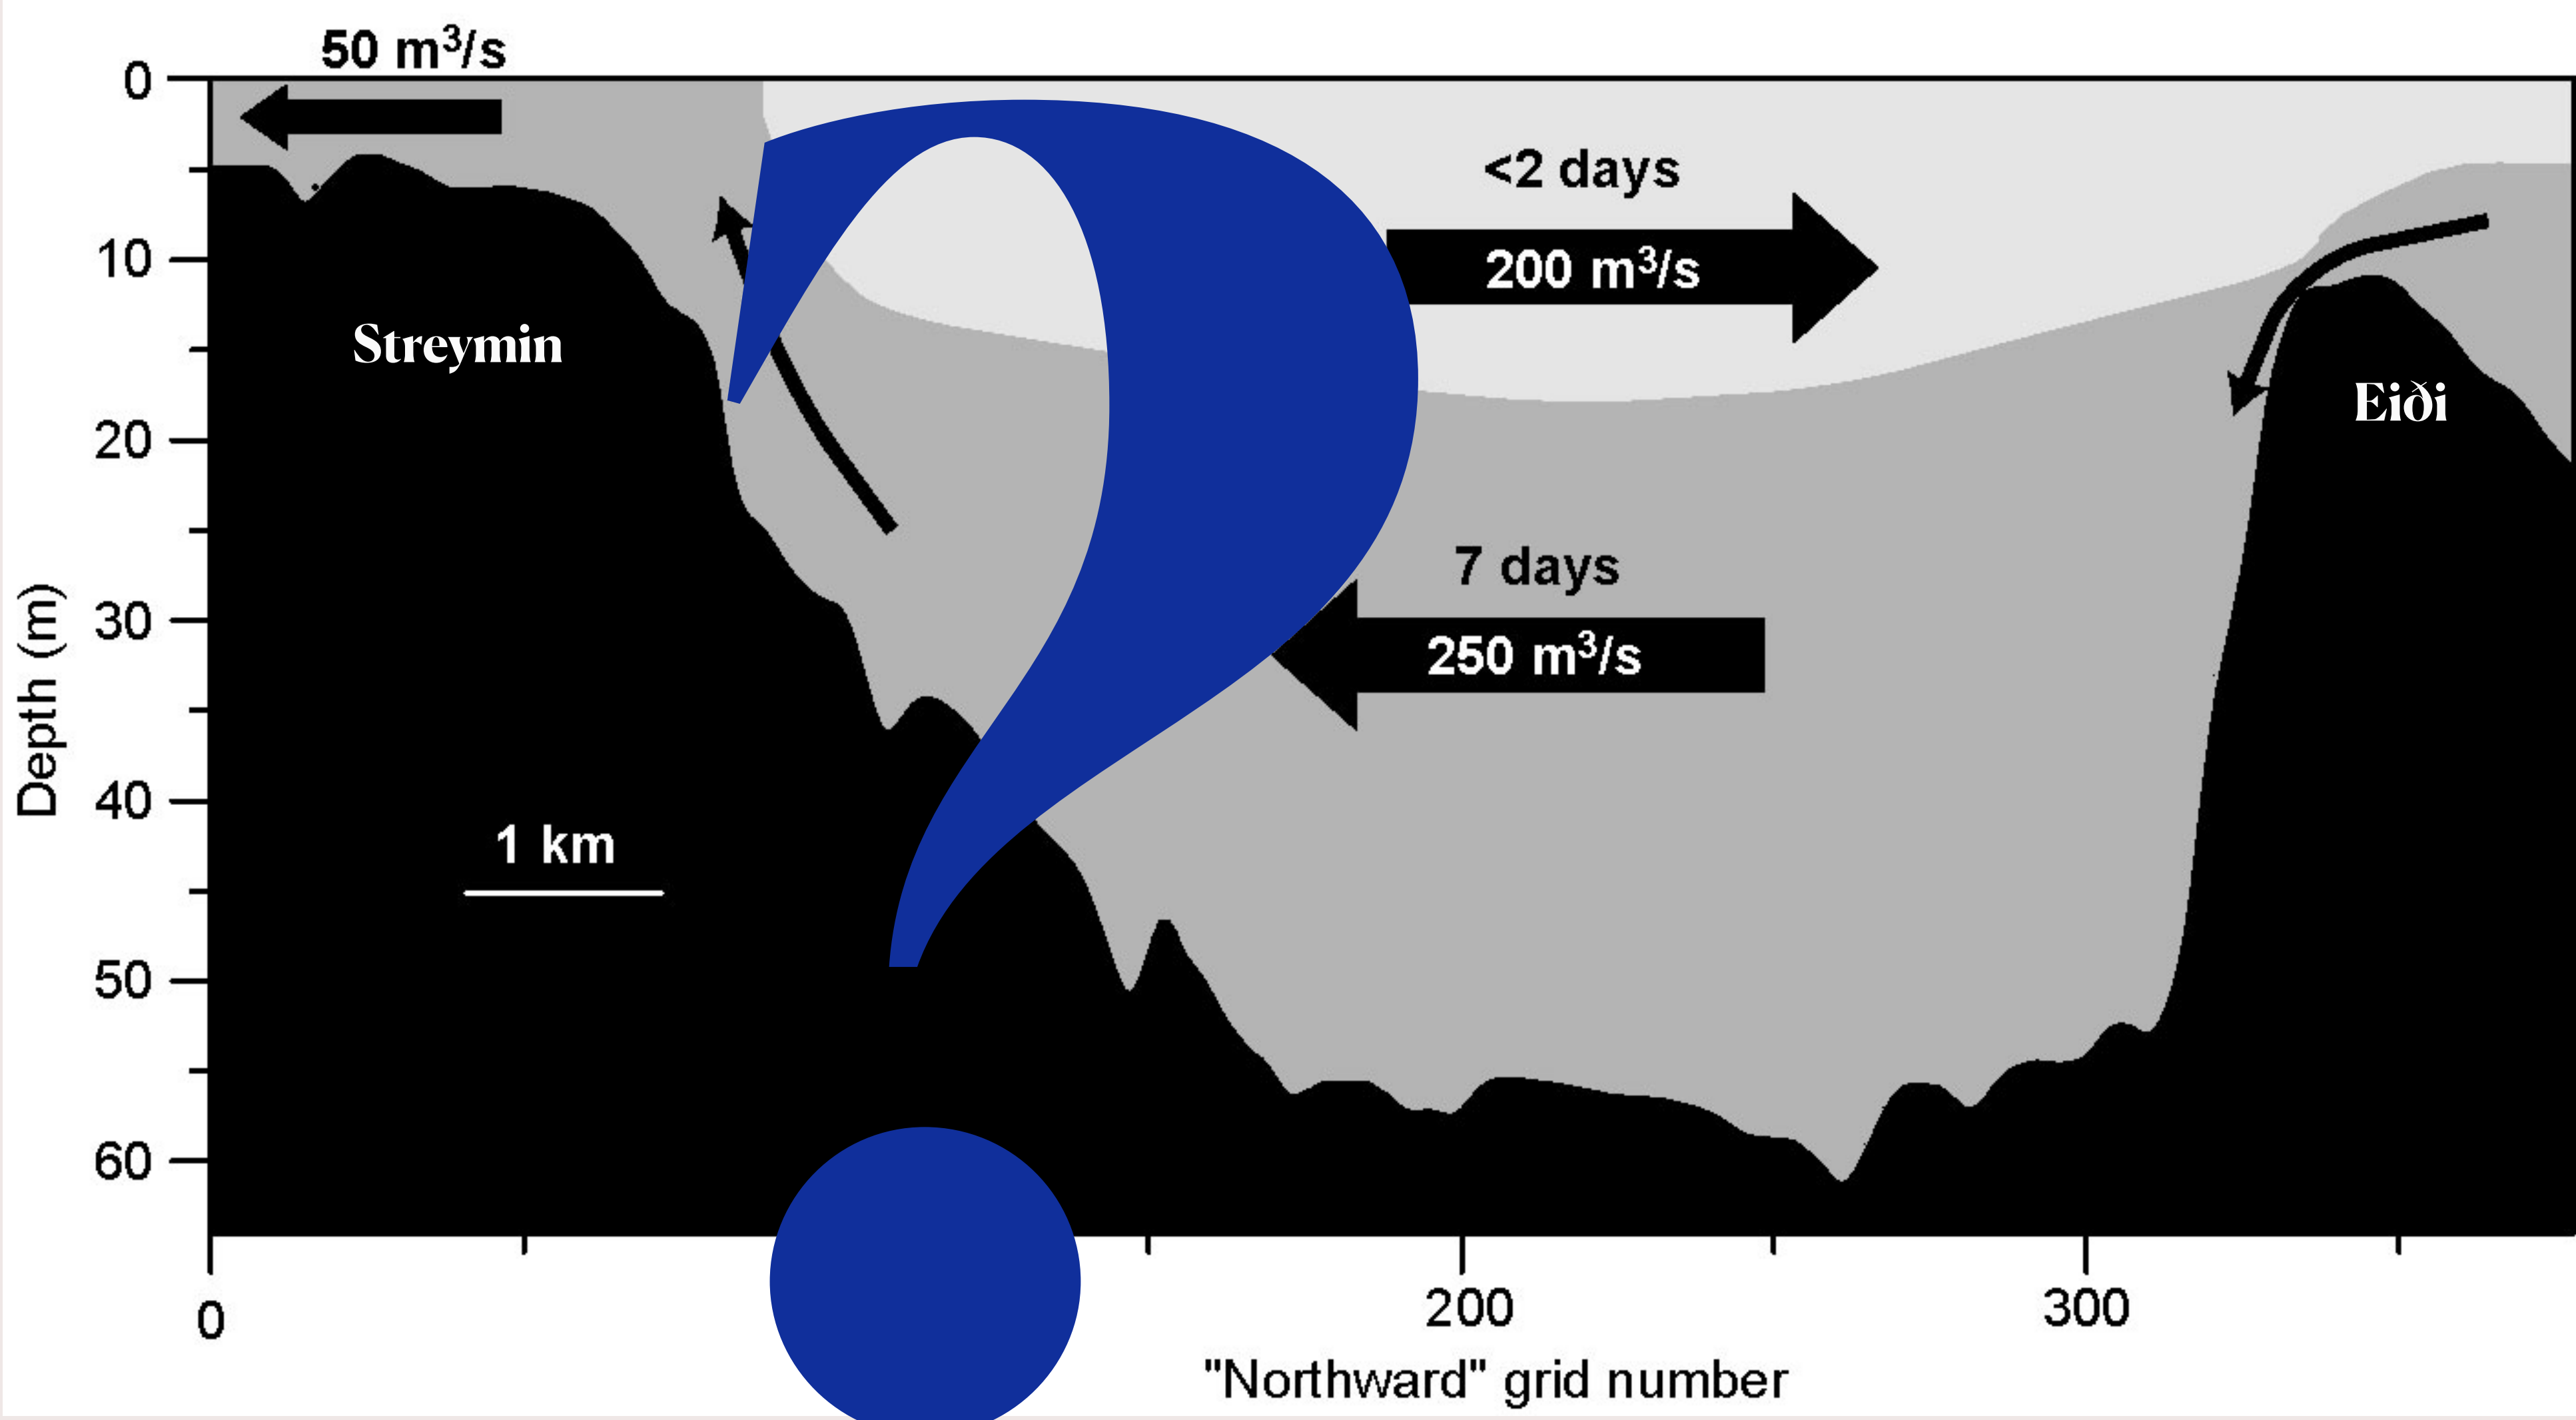 50 m³/s
0
<2 days
10
200 m³/s
Streymin
Eiði
20
7 days
30
250 m³/s
Depth (m)
40
1 km
50
60
0
200
300
"Northward" grid number
?